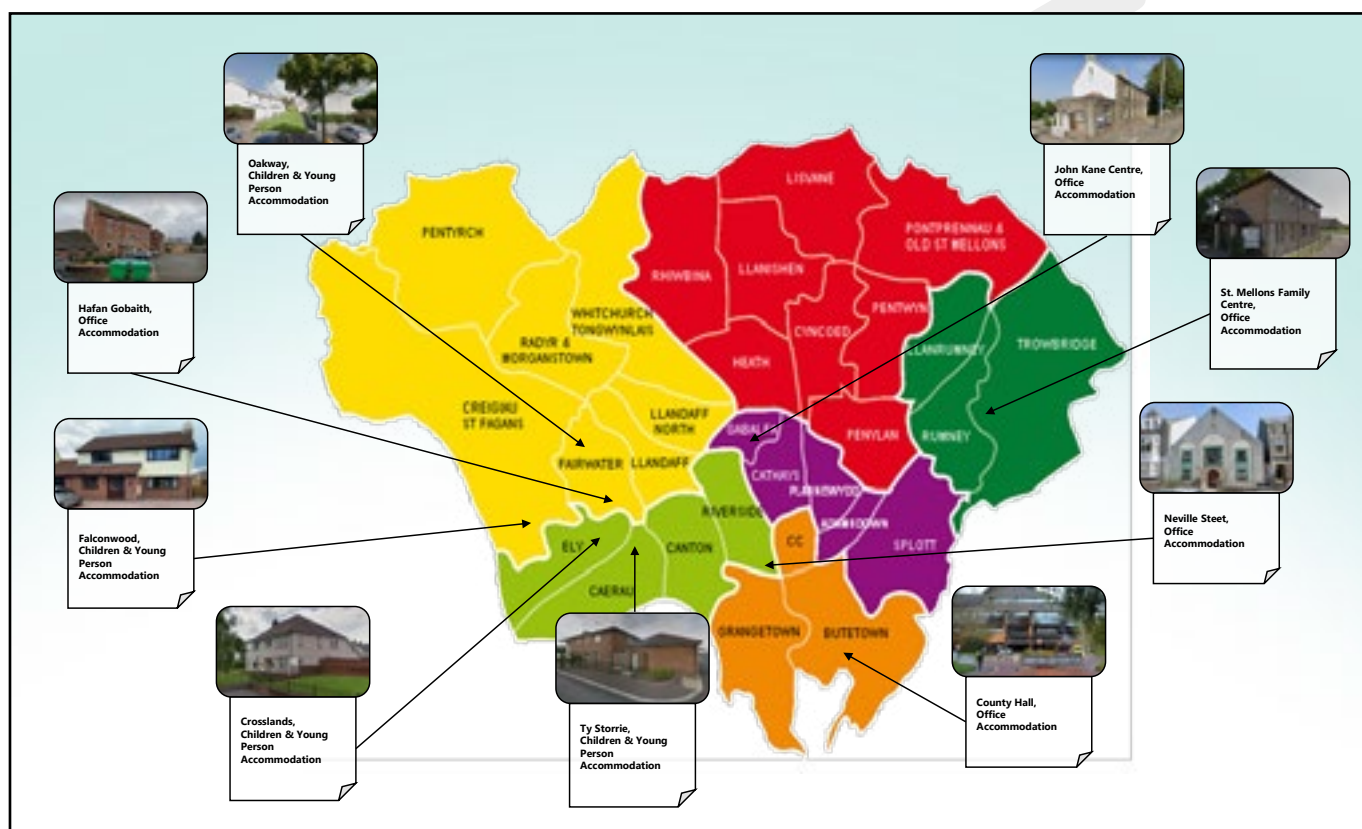 Oakway,
Children & Young
Person
Accommodation
John Kane Centre,
Office
Accommodation
Hafan Gobaith,
Office
Accommodation
St. Mellons Family
Centre,
Office
Accommodation
Falconwood,
Children & Young
Person
Accommodation
Neville Steet,
Office
Accommodation
Crosslands,
Children & Young
Person
Accommodation
Ty Storrie,
Children & Young
Person
Accommodation
County Hall,
Office
Accommodation
LISVANE
PENTYRCH
PONTPRENNAU &
OLD ST MELLONS
RHIWBINA
LLANISHEN
PENTWYN
WHITCHURCH
TONGWYNLAIS
CYNCOED
RADYR &
MORGANSTOWN
LLANRUMNEY
TROWBRIDGE
HEATH
CREIGIAU
ST FAGANS
LLANDAFF
NORTH
GABALFA
PENYLAN
RUMNEY
FAIRWATER
LLANDAFF
CATHAYS
PLASNEWYDD
RIVERSIDE
ADAMSDOWN
ELY
CANTON
CC
SPLOTT
CAERAU
GRANGETOWN
BUTETOWN